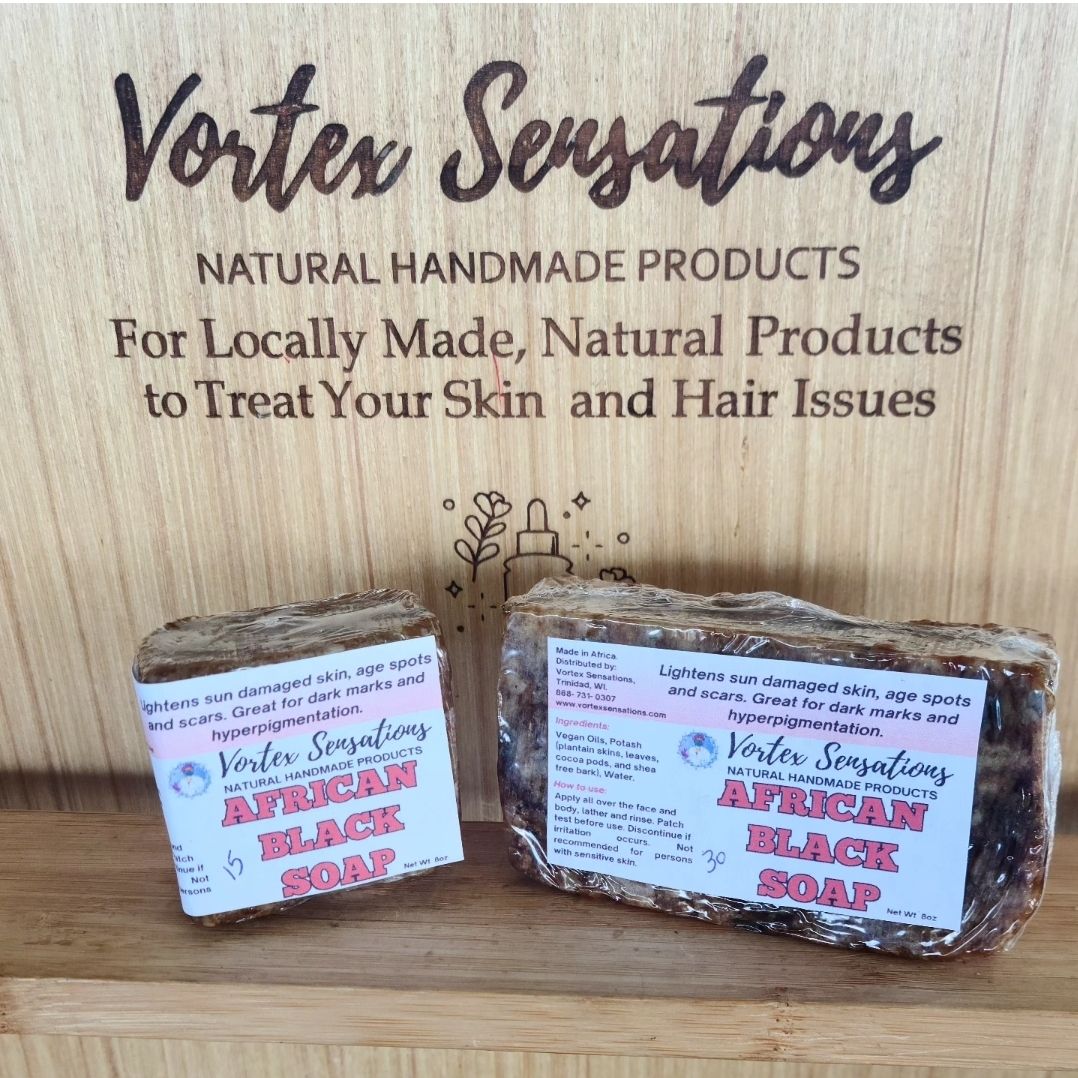 Vortex Sensations
NATURAL HANDMADE PRODUCTS
For Locally Made, Natural Products
to Treat Your Skin and Hair Issues
Lightens sun damaged skin, age spots
and scars. Great for dark marks and
hyperpigmentation.
Vortex Sensations
NATURAL HANDMADE PRODUCTS
AFRICAN
BLACK
SOAP
Not
15
Net Wt. 8oz
Made in Africa.
Distributed by:
Vortex Sensations,
Trinidad, WI.
868- 731- 0307
www.vortexsensations.com
Ingredients:
Vegan Oils, Potash
(plantain skins, leaves,
cocoa pods, and shea
tree bark), Water.
How to use:
Apply all over the face and
body, lather and rinse. Patch
test before use. Discontinue if
irritation occurs. Not
recommended for persons
with sensitive skin.
Lightens sun damaged skin, age spots
and scars. Great for dark marks and
hyperpigmentation.
Vortex Sensations
NATURAL HANDMADE PRODUCTS
AFRICAN
BLACK
SOAP
30
Net Wt. 8oz